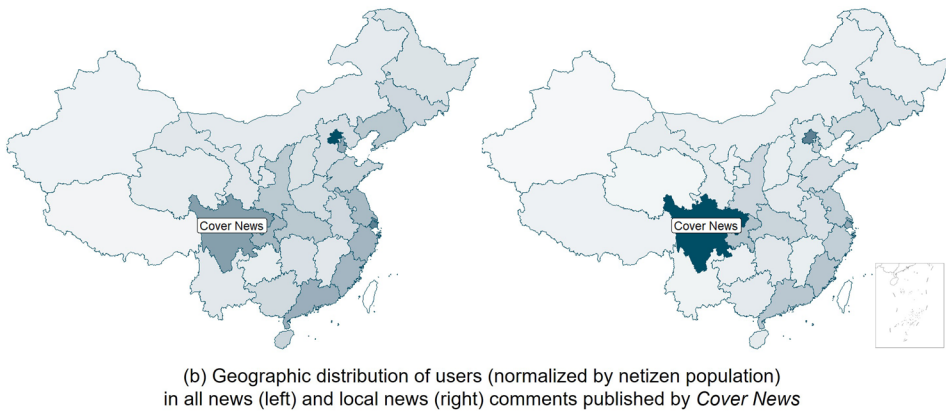 Cover News
Cover News
(b) Geographic distribution of users (normalized by netizen population)
in all news (left) and local news (right) comments published by Cover News